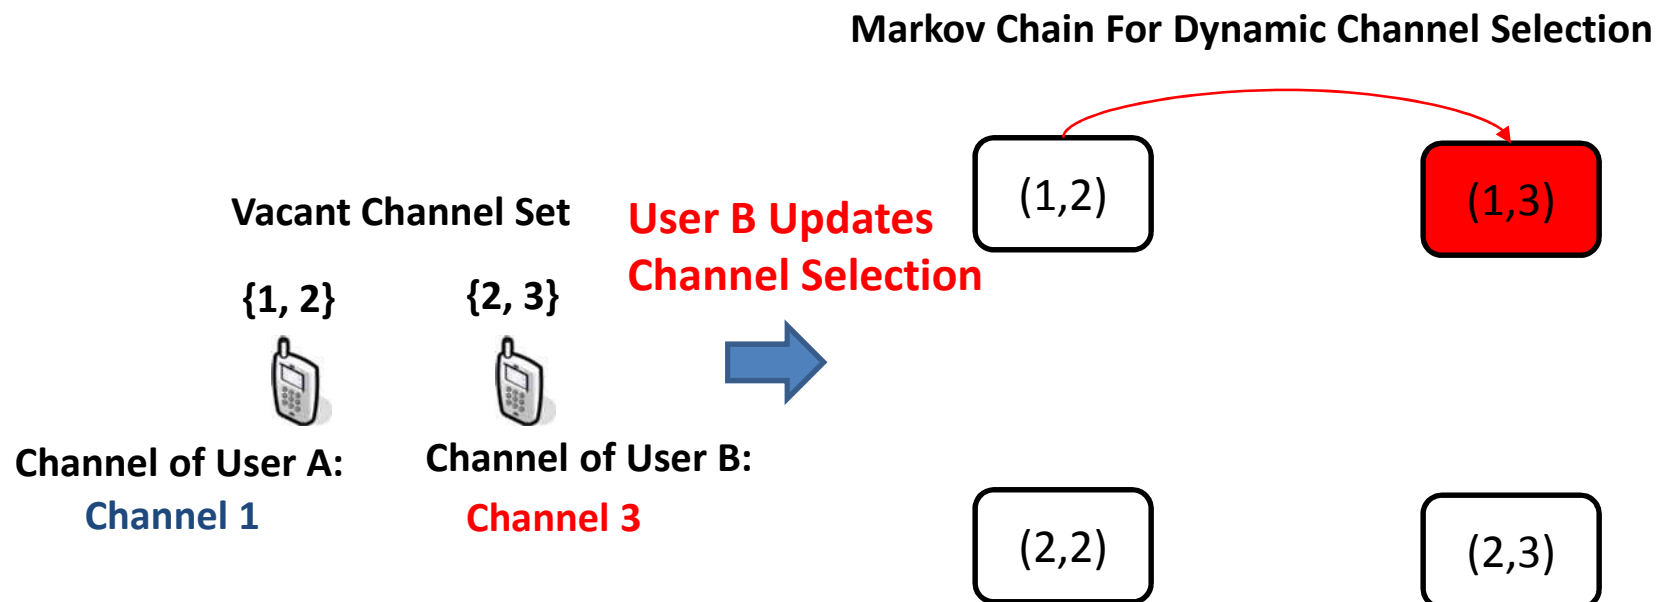 Markov Chain For Dynamic Channel Selection
Vacant Channel Set
{1, 2}
{2, 3}
User B Updates
Channel Selection
Channel of User A:
Channel 1
Channel of User B:
Channel 3
(1,2)
(1,3)
(2,2)
(2,3)